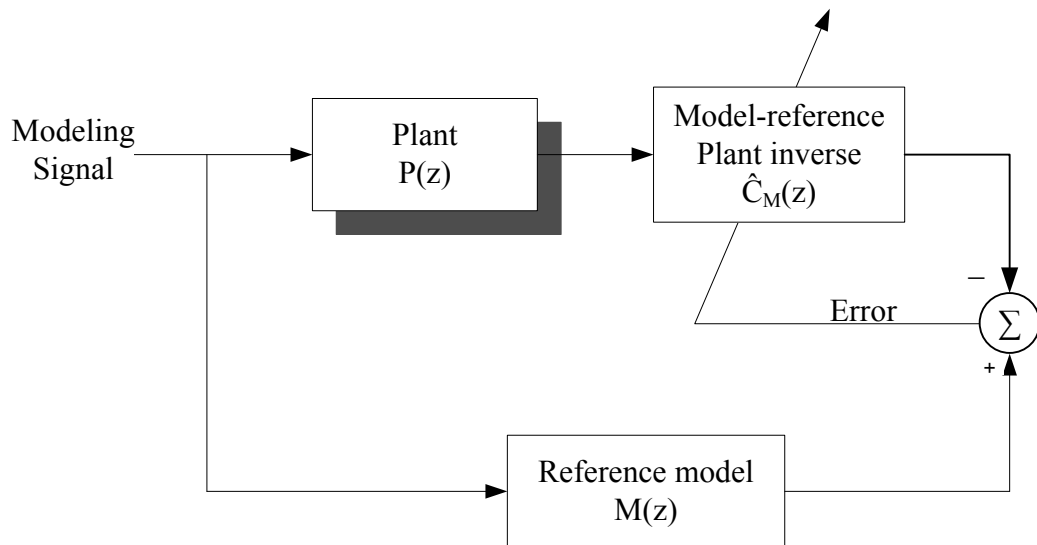 Modeling
Signal
Plant
P(z)
Model-reference
Plant inverse
Ĉ_M(z)
−
Error
Σ
+
Reference model
M(z)